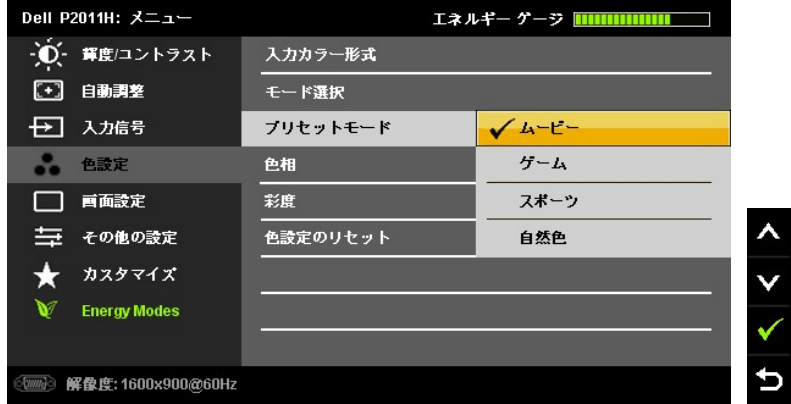 Dell P2011H: メニュー
エネルギー ゲージ
輝度/コントラスト
自動調整
入力信号
色設定
画面設定
その他の設定
カスタマイズ
Energy Modes
入力カラー形式
モード選択
プリセットモード
色相
彩度
色設定のリセット
ムービー
ゲーム
スポーツ
自然色
解像度: 1600x900@60Hz